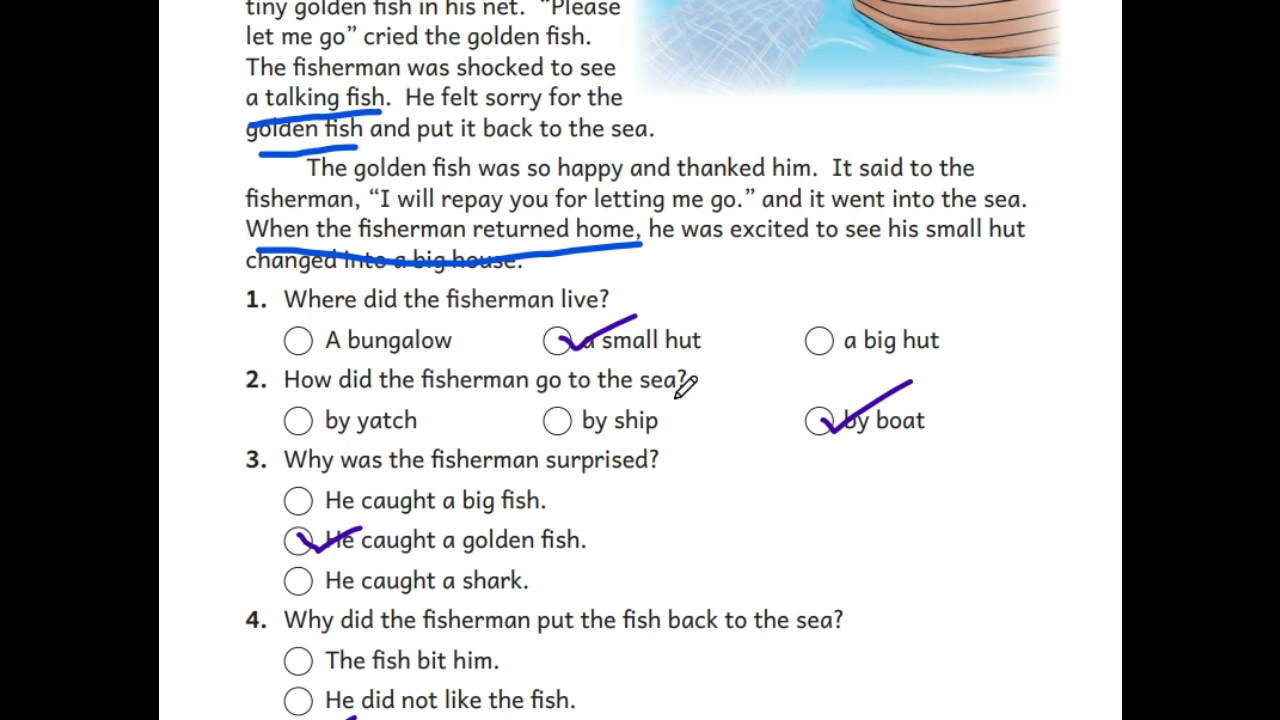 tiny golden fish in his net. “Please
let me go” cried the golden fish.
The fisherman was shocked to see
a talking fish. He felt sorry for the
golden fish and put it back to the sea.
The golden fish was so happy and thanked him. It said to the
fisherman, “I will repay you for letting me go.” and it went into the sea.
When the fisherman returned home, he was excited to see his small hut
changed into a big house.
1. Where did the fisherman live?
A bungalow a small hut a big hut
2. How did the fisherman go to the sea?
by yatch by ship by boat
3. Why was the fisherman surprised?
He caught a big fish.
He caught a golden fish.
He caught a shark.
4. Why did the fisherman put the fish back to the sea?
The fish bit him.
He did not like the fish.